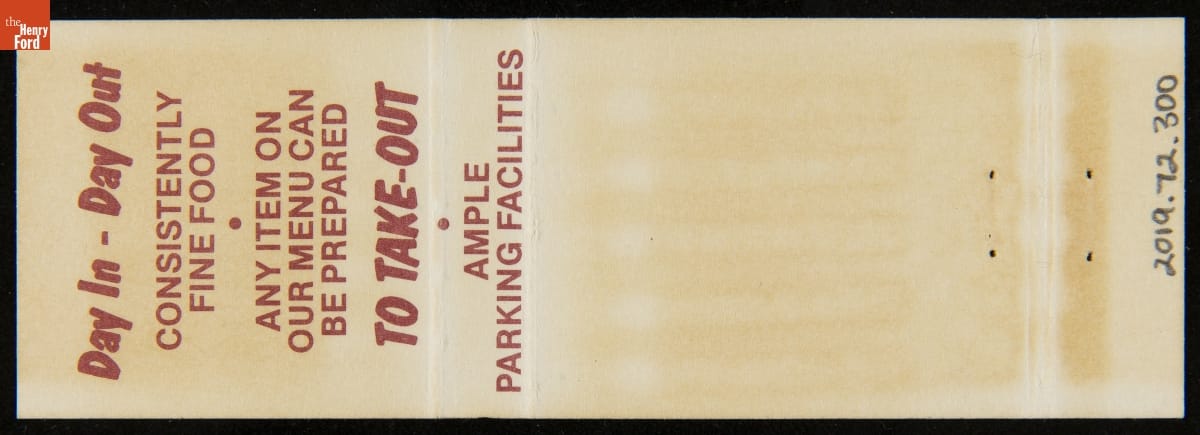 the
Henry
Ford
Day In - Day Out
CONSISTENTLY
FINE FOOD
•
ANY ITEM ON
OUR MENU CAN
BE PREPARED
TO TAKE-OUT
•
AMPLE
PARKING FACILITIES
2019.72.300